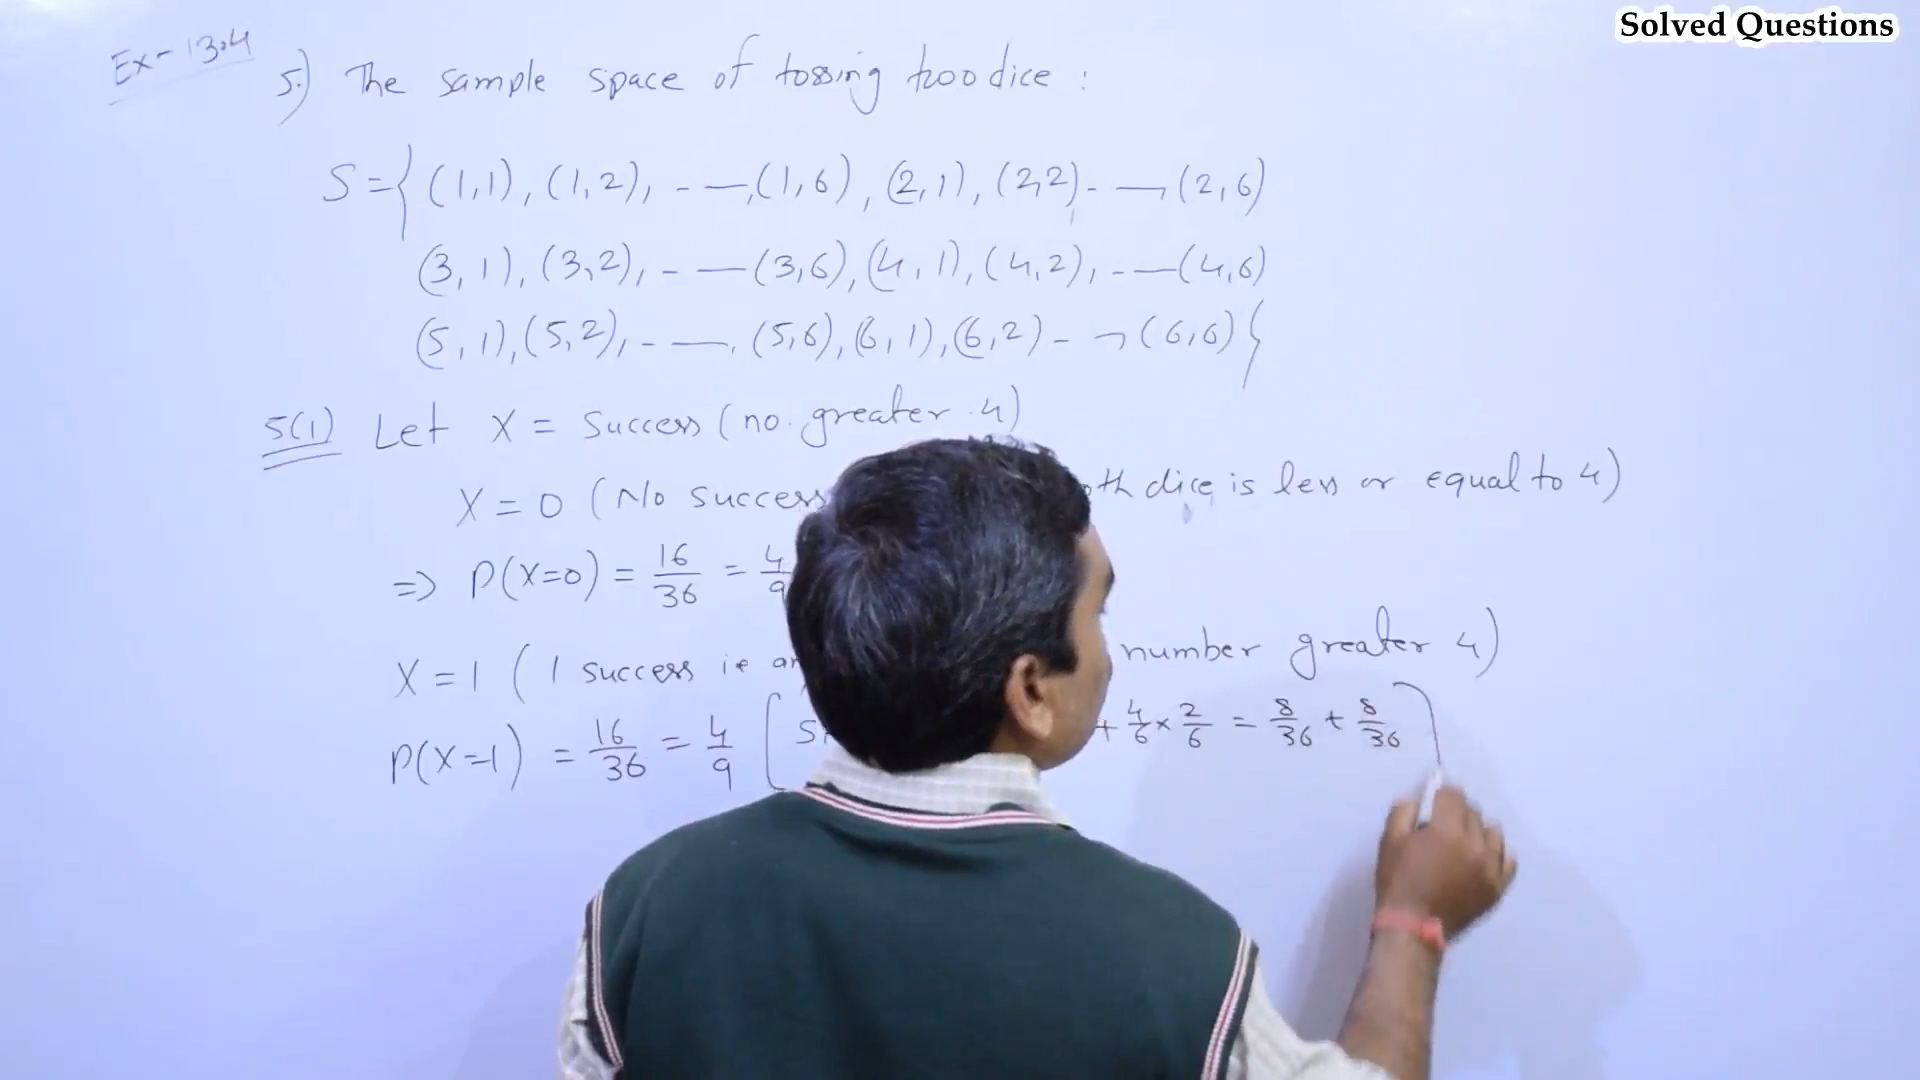 Solved Questions
Ex-13.4
5.) The sample space of tossing two dice :
S = { (1,1), (1,2), - —, (1,6), (2,1), (2,2) - —, (2,6)
(3,1), (3,2), - — (3,6), (4,1), (4,2), - — (4,6)
(5,1), (5,2), - —, (5,6), (6,1), (6,2) - , (6,6) }
5(1) Let X = Success (no. greater 4)
X = 0 (No success dice is less or equal to 4)
=> P(X=0) = 16/36 = 4/9
X = 1 ( 1 success ie number greater 4)
P(X=1) = 16/36 = 4/9 [ + 4/6 × 2/6 = 8/36 + 8/36